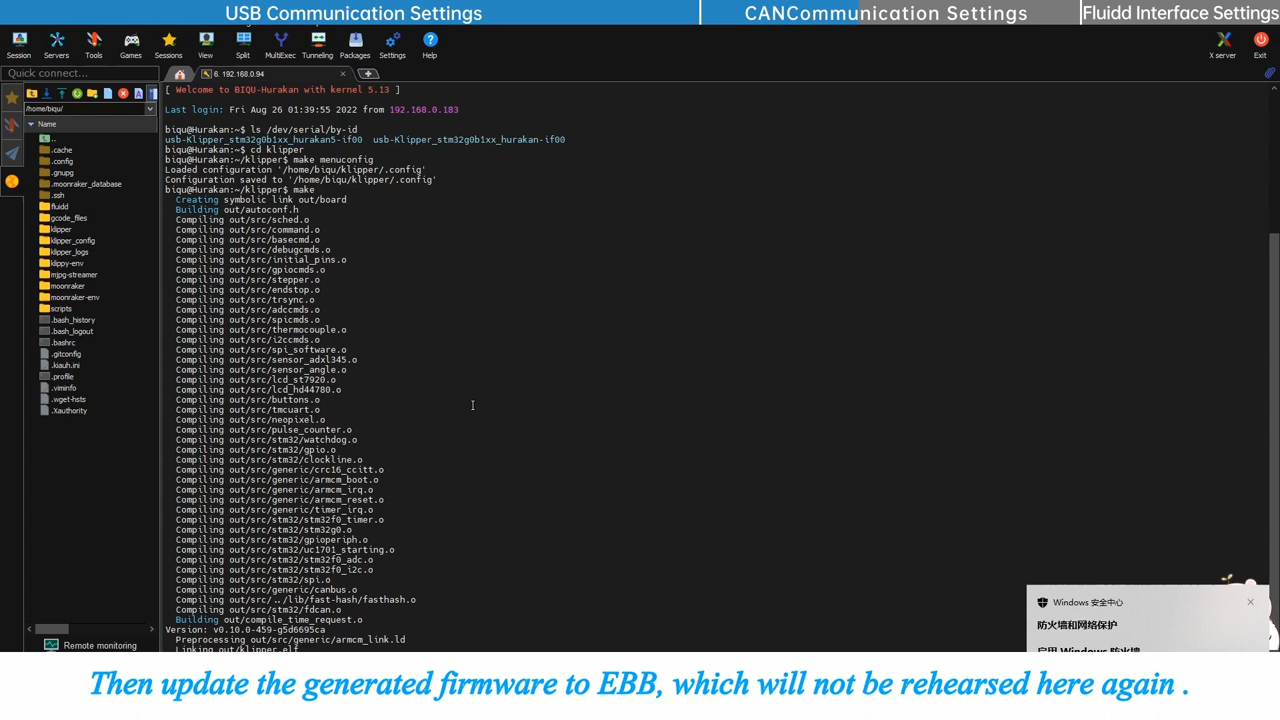 USB Communication Settings
CANCommunication Settings
Fluidd Interface Settings
Session Servers Tools Games Sessions View Split MultiExec Tunneling Packages Settings Help
X server Exit
Quick connect...
6. 192.168.0.94
/home/biqu/
Name
..
.cache
.config
.gnupg
.moonraker_database
.ssh
fluidd
gcode_files
klipper
klipper_config
klipper_logs
klippy-env
mjpg-streamer
moonraker
moonraker-env
scripts
.bash_history
.bash_logout
.bashrc
.gitconfig
.kiauh.ini
.profile
.viminfo
.wget-hsts
.Xauthority
Remote monitoring
[ Welcome to BIQU-Hurakan with kernel 5.13 ]
Last login: Fri Aug 26 01:39:55 2022 from 192.168.0.183
biqu@Hurakan:~$ ls /dev/serial/by-id
usb-Klipper_stm32g0b1xx_hurakan5-if00  usb-Klipper_stm32g0b1xx_hurakan-if00
biqu@Hurakan:~$ cd klipper
biqu@Hurakan:~/klipper$ make menuconfig
Loaded configuration '/home/biqu/klipper/.config'
Configuration saved to '/home/biqu/klipper/.config'
biqu@Hurakan:~/klipper$ make
Creating symbolic link out/board
Building out/autoconf.h
Compiling out/src/sched.o
Compiling out/src/command.o
Compiling out/src/basecmd.o
Compiling out/src/debugcmds.o
Compiling out/src/initial_pins.o
Compiling out/src/gpiocmds.o
Compiling out/src/stepper.o
Compiling out/src/endstop.o
Compiling out/src/trsync.o
Compiling out/src/adccmds.o
Compiling out/src/spicmds.o
Compiling out/src/thermocouple.o
Compiling out/src/i2ccmds.o
Compiling out/src/spi_software.o
Compiling out/src/sensor_adxl345.o
Compiling out/src/sensor_angle.o
Compiling out/src/lcd_st7920.o
Compiling out/src/lcd_hd44780.o
Compiling out/src/buttons.o
Compiling out/src/tmcuart.o
Compiling out/src/neopixel.o
Compiling out/src/pulse_counter.o
Compiling out/src/stm32/watchdog.o
Compiling out/src/stm32/gpio.o
Compiling out/src/stm32/clockline.o
Compiling out/src/generic/crc16_ccitt.o
Compiling out/src/generic/armcm_boot.o
Compiling out/src/generic/armcm_irq.o
Compiling out/src/generic/armcm_reset.o
Compiling out/src/generic/timer_irq.o
Compiling out/src/stm32/stm32f0_timer.o
Compiling out/src/stm32/stm32g0.o
Compiling out/src/stm32/gpioperiph.o
Compiling out/src/stm32/uc1701_starting.o
Compiling out/src/stm32/stm32f0_adc.o
Compiling out/src/stm32/stm32f0_i2c.o
Compiling out/src/stm32/spi.o
Compiling out/src/generic/canbus.o
Compiling out/src/../lib/fast-hash/fasthash.o
Compiling out/src/stm32/fdcan.o
Building out/compile_time_request.o
Version: v0.10.0-459-g5d6695ca
Preprocessing out/src/generic/armcm_link.ld
Linking out/klipper.elf
Windows 安全中心
防火墙和网络保护
启用 Windows 防火墙
Then update the generated firmware to EBB, which will not be rehearsed here again .